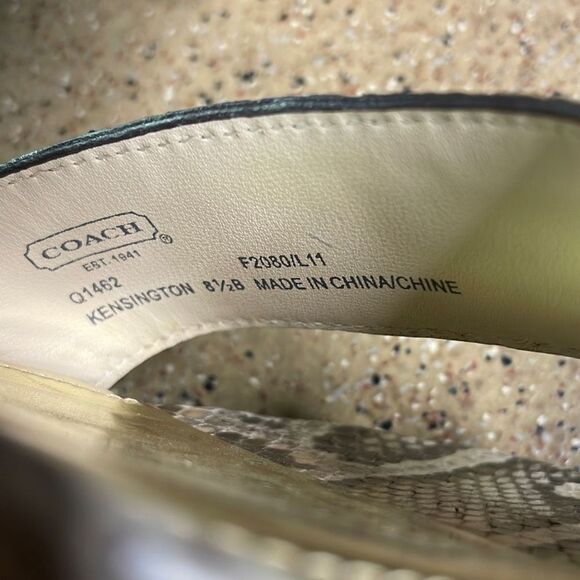 COACH®
EST. 1941
Q1462 F2080/L11
KENSINGTON 8½B MADE IN CHINA/CHINE